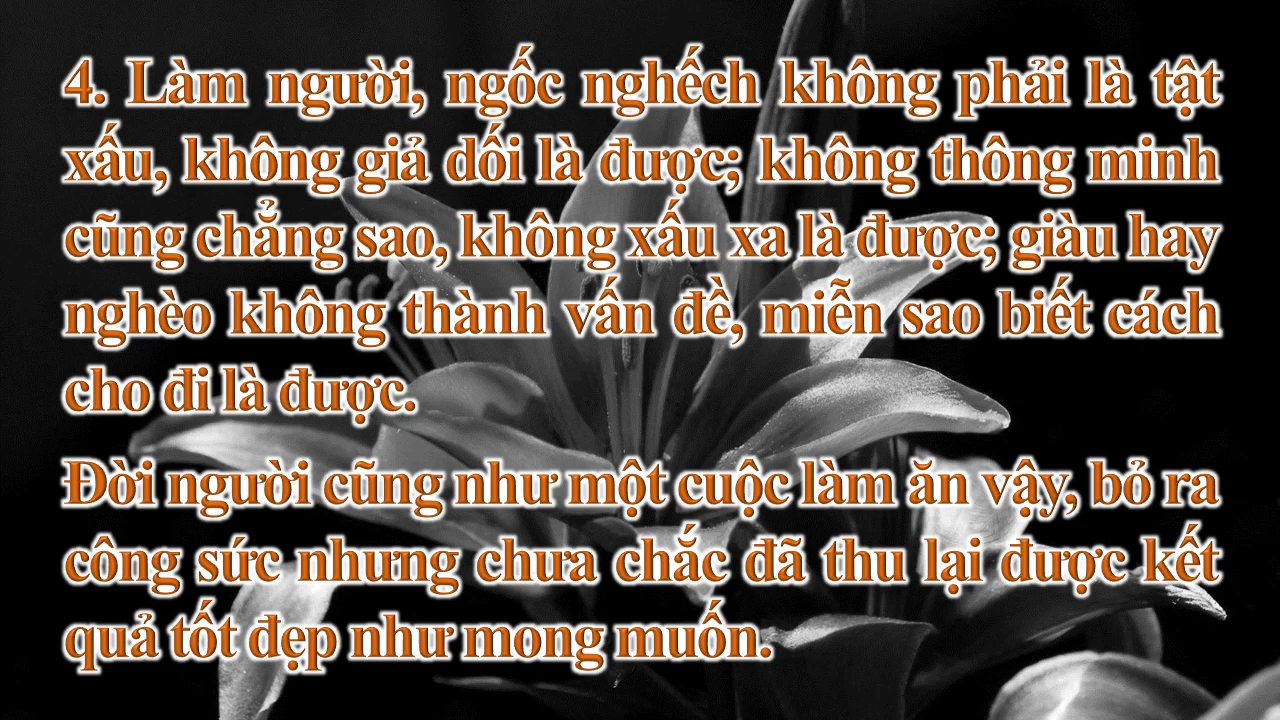 4. Làm người, ngốc nghếch không phải là tật
xấu, không giả dối là được; không thông minh
cũng chẳng sao, không xấu xa là được; giàu hay
nghèo không thành vấn đề, miễn sao biết cách
cho đi là được.
Đời người cũng như một cuộc làm ăn vậy, bỏ ra
công sức nhưng chưa chắc đã thu lại được kết
quả tốt đẹp như mong muốn.